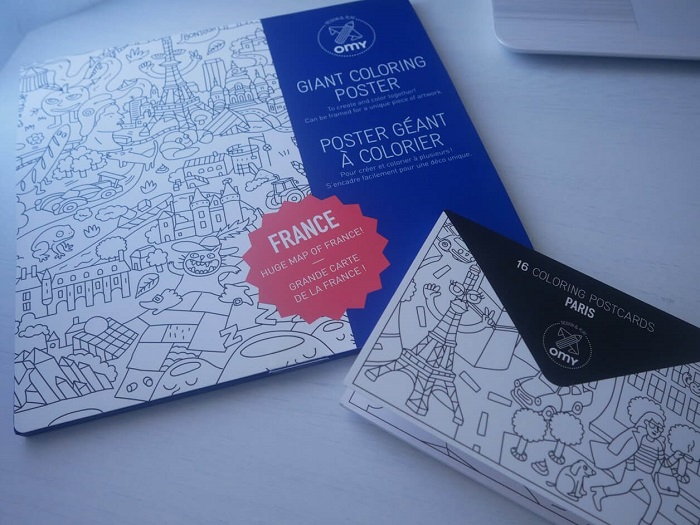 omy
GIANT COLORING
POSTER
To create and color together!
Can be framed for a unique piece of artwork.
POSTER GÉANT
À COLORIER
Pour créer et colorier à plusieurs!
S'encadre facilement pour une déco unique.
FRANCE
HUGE MAP OF FRANCE!
GRANDE CARTE
DE LA FRANCE !
16 COLORING POSTCARDS
PARIS
omy